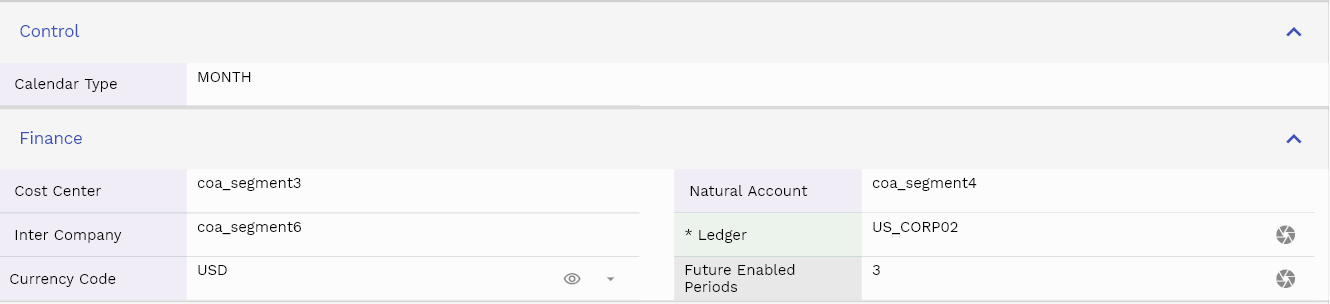 Control
Calendar Type MONTH
Finance
Cost Center coa_segment3 Natural Account coa_segment4
Inter Company coa_segment6 * Ledger US_CORP02
Currency Code USD Future Enabled Periods 3